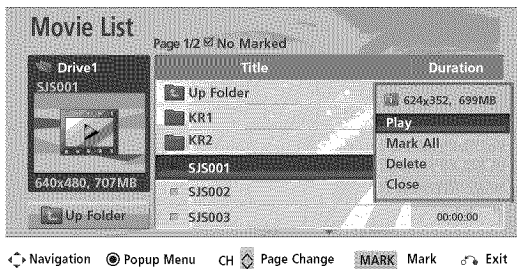 Movie List
Page 1/2 No Marked
Drive1
SJS001
640x480, 707MB
Up Folder
Title
Duration
Up Folder
KR1
KR2
SJS001
SJS002
SJS003
00:00:00
624x352, 699MB
Play
Mark All
Delete
Close
Navigation
Popup Menu
CH Page Change
MARK Mark
Exit